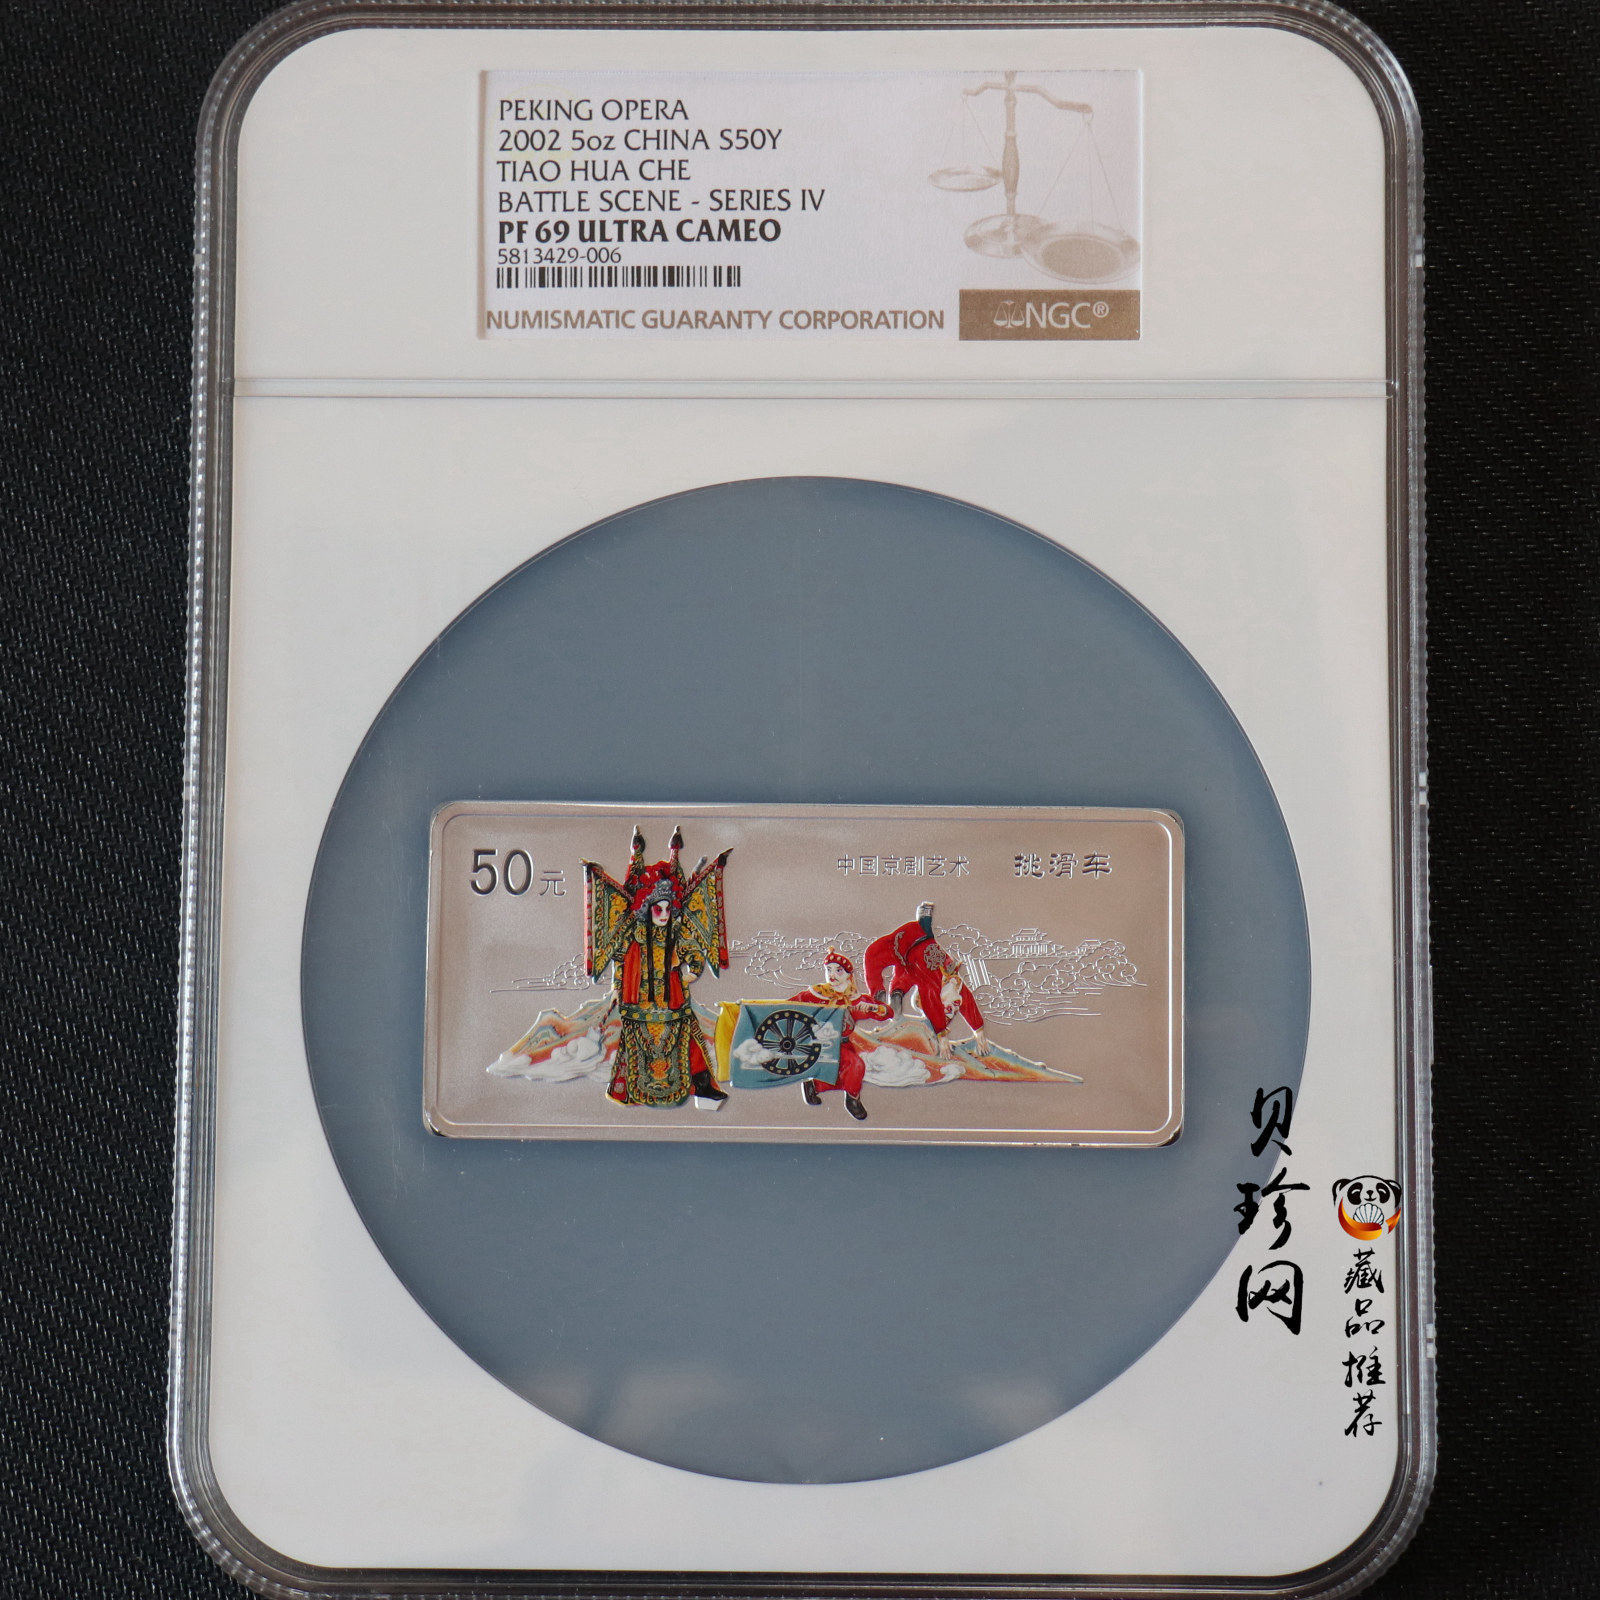 PEKING OPERA
2002 5oz CHINA S50Y
TIAO HUA CHE
BATTLE SCENE - SERIES IV
PF 69 ULTRA CAMEO
5813429-006
NUMISMATIC GUARANTY CORPORATION
NGC®
50元
中国京剧艺术 挑滑车
贝珍网
藏品推荐